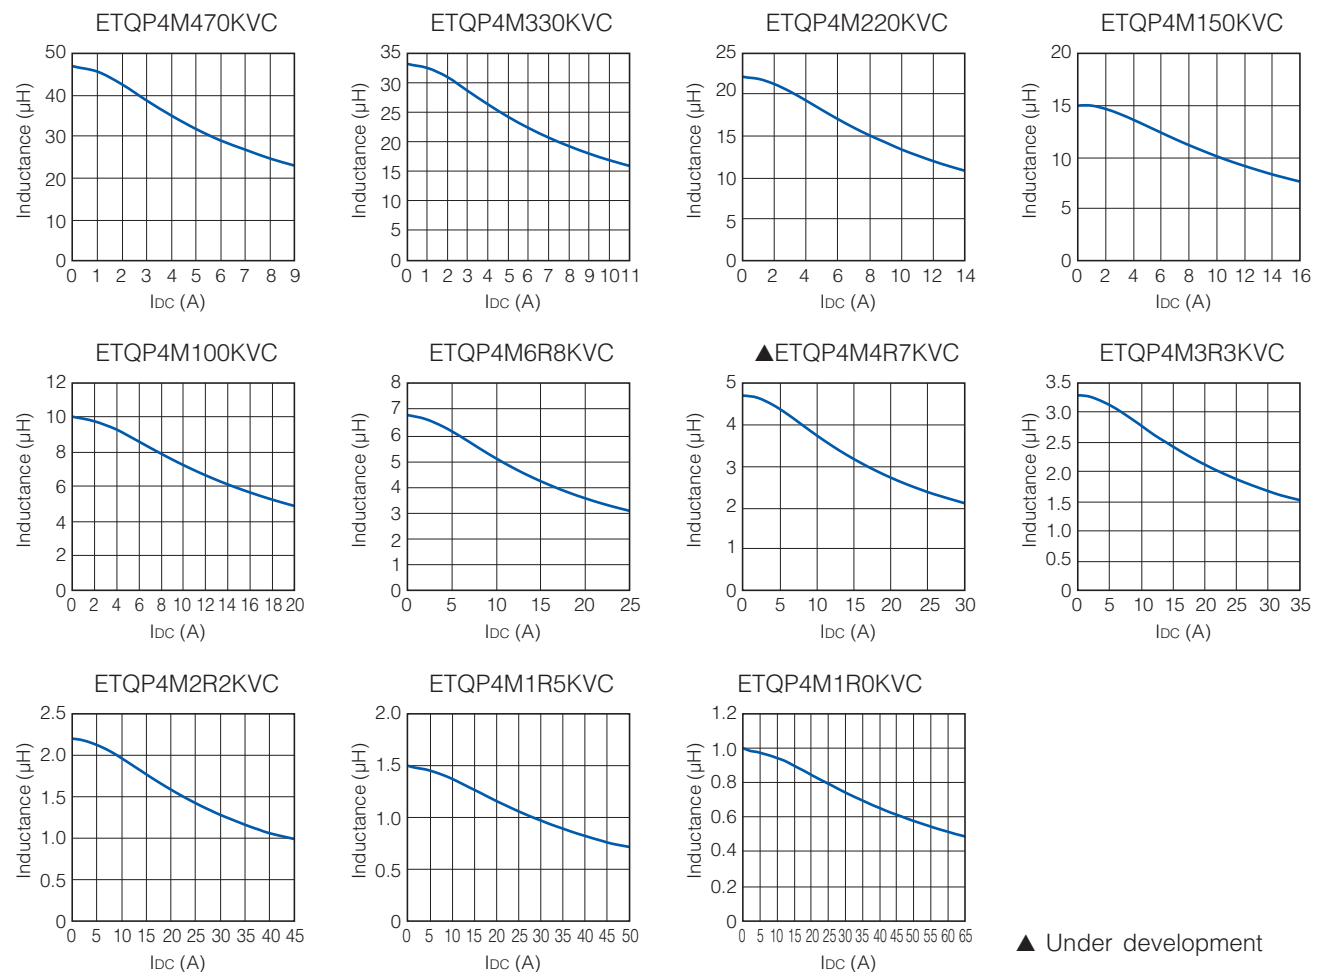 ETQP4M470KVC
50
40
30
20
10
0
Inductance (µH)
0 1 2 3 4 5 6 7 8 9
IDC (A)
ETQP4M330KVC
35
30
25
20
15
10
5
0
Inductance (µH)
0 1 2 3 4 5 6 7 8 9 10 11
IDC (A)
ETQP4M220KVC
25
20
15
10
5
0
Inductance (µH)
0 2 4 6 8 10 12 14
IDC (A)
ETQP4M150KVC
20
15
10
5
0
Inductance (µH)
0 2 4 6 8 10 12 14 16
IDC (A)
ETQP4M100KVC
12
10
8
6
4
2
0
Inductance (µH)
0 2 4 6 8 10 12 14 16 18 20
IDC (A)
ETQP4M6R8KVC
8
7
6
5
4
3
2
1
0
Inductance (µH)
0 5 10 15 20 25
IDC (A)
▲ETQP4M4R7KVC
5
4
3
2
1
0
Inductance (µH)
0 5 10 15 20 25 30
IDC (A)
ETQP4M3R3KVC
3.5
3.0
2.5
2.0
1.5
1.0
0.5
0
Inductance (µH)
0 5 10 15 20 25 30 35
IDC (A)
ETQP4M2R2KVC
2.5
2.0
1.5
1.0
0.5
0
Inductance (µH)
0 5 10 15 20 25 30 35 40 45
IDC (A)
ETQP4M1R5KVC
2.0
1.5
1.0
0.5
0
Inductance (µH)
0 5 10 15 20 25 30 35 40 45 50
IDC (A)
ETQP4M1R0KVC
1.2
1.0
0.8
0.6
0.4
0.2
0
Inductance (µH)
0 5 10 15 20 25 30 35 40 45 50 55 60 65
IDC (A)
▲ Under development